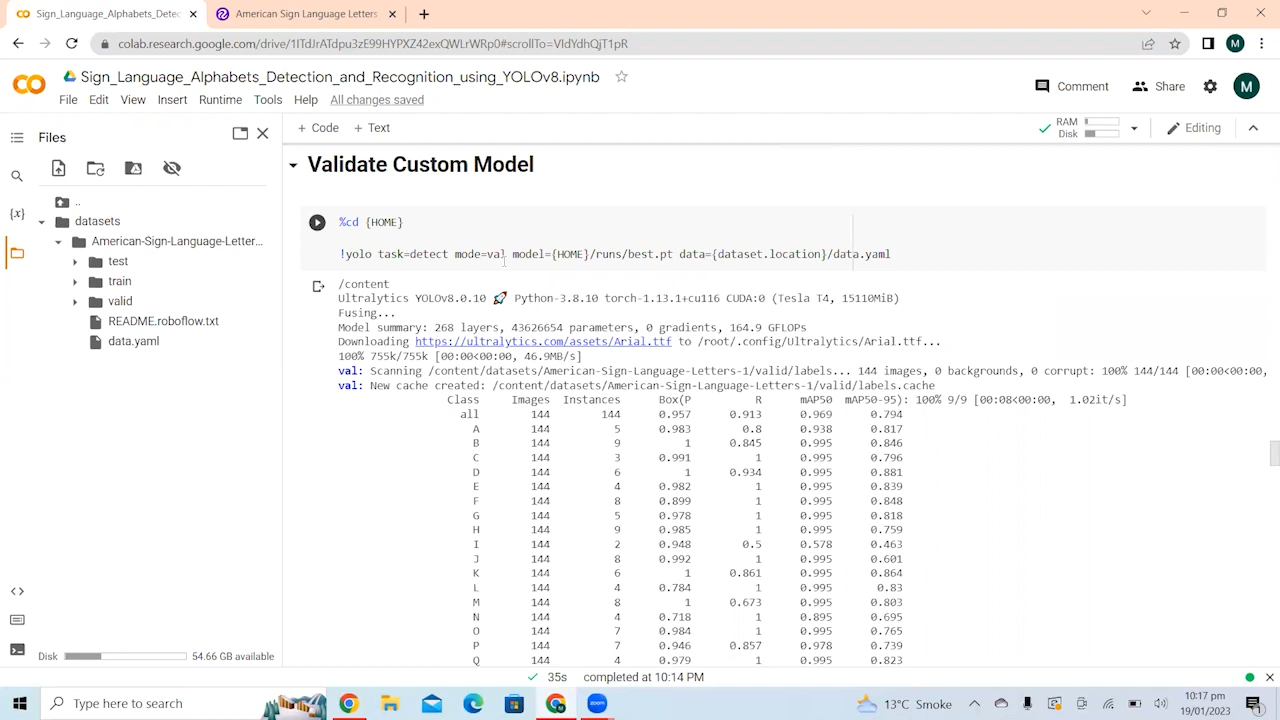 Sign_Language_Alphabets_Detec
American Sign Language Letters
colab.research.google.com/drive/1ITdJrATdpu3zE99HYPXZ42exQWLrWRp0#scrollTo=VIdYdhQjT1pR
M
Sign_Language_Alphabets_Detection_and_Recognition_using_YOLOv8.ipynb
File Edit View Insert Runtime Tools Help All changes saved
Comment
Share
M
Files
+ Code + Text
RAM
Disk
Editing
..
datasets
American-Sign-Language-Letter...
test
train
valid
README.roboflow.txt
data.yaml
Disk 54.66 GB available
Validate Custom Model
%cd {HOME}
!yolo task=detect mode=val model={HOME}/runs/best.pt data={dataset.location}/data.yaml
/content
Ultralytics YOLOv8.0.10 🚀 Python-3.8.10 torch-1.13.1+cu116 CUDA:0 (Tesla T4, 15110MiB)
Fusing...
Model summary: 268 layers, 43626654 parameters, 0 gradients, 164.9 GFLOPs
Downloading https://ultralytics.com/assets/Arial.ttf to /root/.config/Ultralytics/Arial.ttf...
100% 755k/755k [00:00<00:00, 46.9MB/s]
val: Scanning /content/datasets/American-Sign-Language-Letters-1/valid/labels... 144 images, 0 backgrounds, 0 corrupt: 100% 144/144 [00:00<00:00,
val: New cache created: /content/datasets/American-Sign-Language-Letters-1/valid/labels.cache
Class Images Instances Box(P R mAP50 mAP50-95): 100% 9/9 [00:08<00:00, 1.02it/s]
all 144 144 0.957 0.913 0.969 0.794
A 144 5 0.983 0.8 0.938 0.817
B 144 9 1 0.845 0.995 0.846
C 144 3 0.991 1 0.995 0.796
D 144 6 1 0.934 0.995 0.881
E 144 4 0.982 1 0.995 0.839
F 144 8 0.899 1 0.995 0.848
G 144 5 0.978 1 0.995 0.818
H 144 9 0.985 1 0.995 0.759
I 144 2 0.948 0.5 0.578 0.463
J 144 8 0.992 1 0.995 0.601
K 144 6 1 0.861 0.995 0.864
L 144 4 0.784 1 0.995 0.83
M 144 8 1 0.673 0.995 0.803
N 144 4 0.718 1 0.895 0.695
O 144 7 0.984 1 0.995 0.765
P 144 7 0.946 0.857 0.978 0.739
Q 144 4 0.979 1 0.995 0.823
35s completed at 10:14 PM
Type here to search
zoom
13°C Smoke
10:17 pm
19/01/2023
1